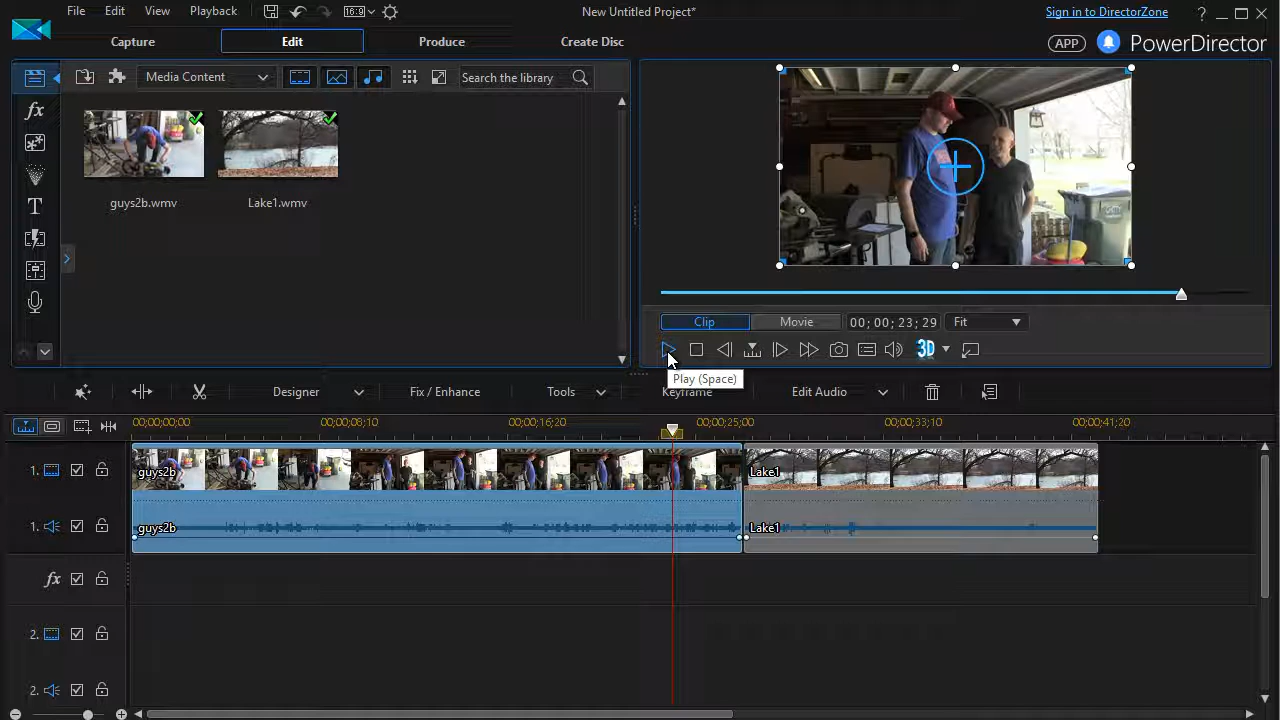 File Edit View Playback 16:9 New Untitled Project* Sign in to DirectorZone ?
Capture Edit Produce Create Disc APP PowerDirector
Media Content Search the library
fx
T
guys2b.wmv Lake1.wmv
Clip Movie 00; 00; 23; 29 Fit
3D
Play (Space)
Designer Fix / Enhance Tools Keyframe Edit Audio
00;00;00;00 00;00;08;10 00;00;16;20 00;00;25;00 00;00;33;10 00;00;41;20
1. guys2b Lake1
1. guys2b Lake1
fx
2.
2.